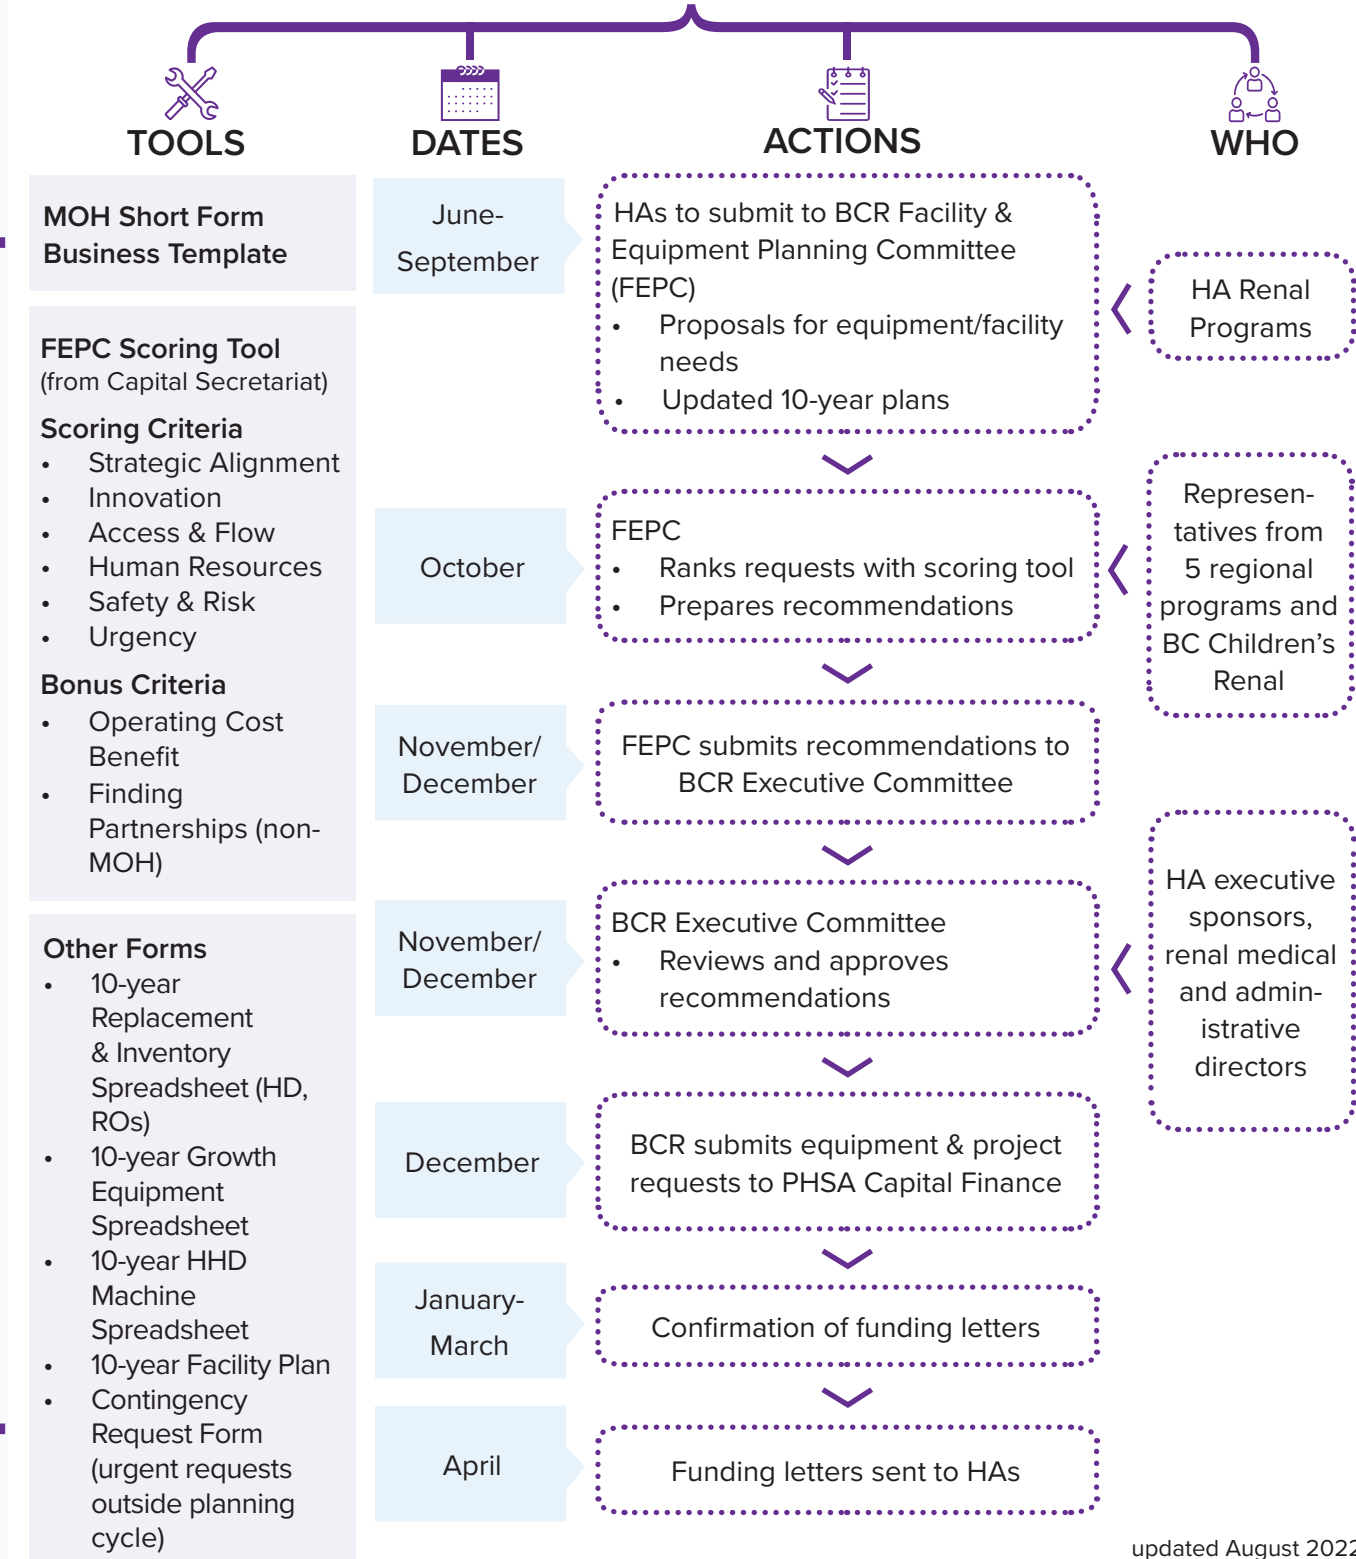 TOOLS
DATES
ACTIONS
WHO
MOH Short Form
Business Template
FEPC Scoring Tool
(from Capital Secretariat)
Scoring Criteria
• Strategic Alignment
• Innovation
• Access & Flow
• Human Resources
• Safety & Risk
• Urgency
Bonus Criteria
• Operating Cost
Benefit
• Finding
Partnerships (non-
MOH)
Other Forms
• 10-year
Replacement
& Inventory
Spreadsheet (HD,
ROs)
• 10-year Growth
Equipment
Spreadsheet
• 10-year HHD
Machine
Spreadsheet
• 10-year Facility Plan
• Contingency
Request Form
(urgent requests
outside planning
cycle)
June-
September
HAs to submit to BCR Facility &
Equipment Planning Committee
(FEPC)
• Proposals for equipment/facility
needs
• Updated 10-year plans
HA Renal
Programs
October
FEPC
• Ranks requests with scoring tool
• Prepares recommendations
Represen-
tatives from
5 regional
programs and
BC Children's
Renal
November/
December
FEPC submits recommendations to
BCR Executive Committee
November/
December
BCR Executive Committee
• Reviews and approves
recommendations
HA executive
sponsors,
renal medical
and admin-
istrative
directors
December
BCR submits equipment & project
requests to PHSA Capital Finance
January-
March
Confirmation of funding letters
April
Funding letters sent to HAs
updated August 2022